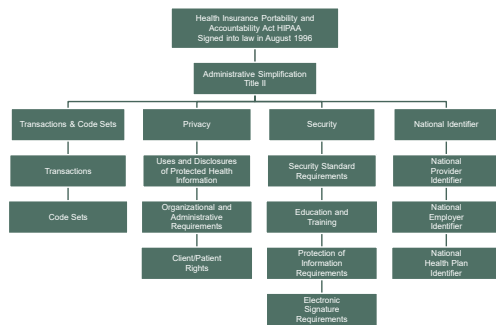 Health Insurance Portability and
Accountability Act HIPAA
Signed into law in August 1996
Administrative Simplification
Title II
Transactions & Code Sets
Privacy
Security
National Identifier
Transactions
Uses and Disclosures
of Protected Health
Information
Security Standard
Requirements
National
Provider
Identifier
Code Sets
Organizational and
Administrative
Requirements
Education and
Training
National
Employer
Identifier
Client/Patient
Rights
Protection of
Information
Requirements
National
Health Plan
Identifier
Electronic
Signature
Requirements